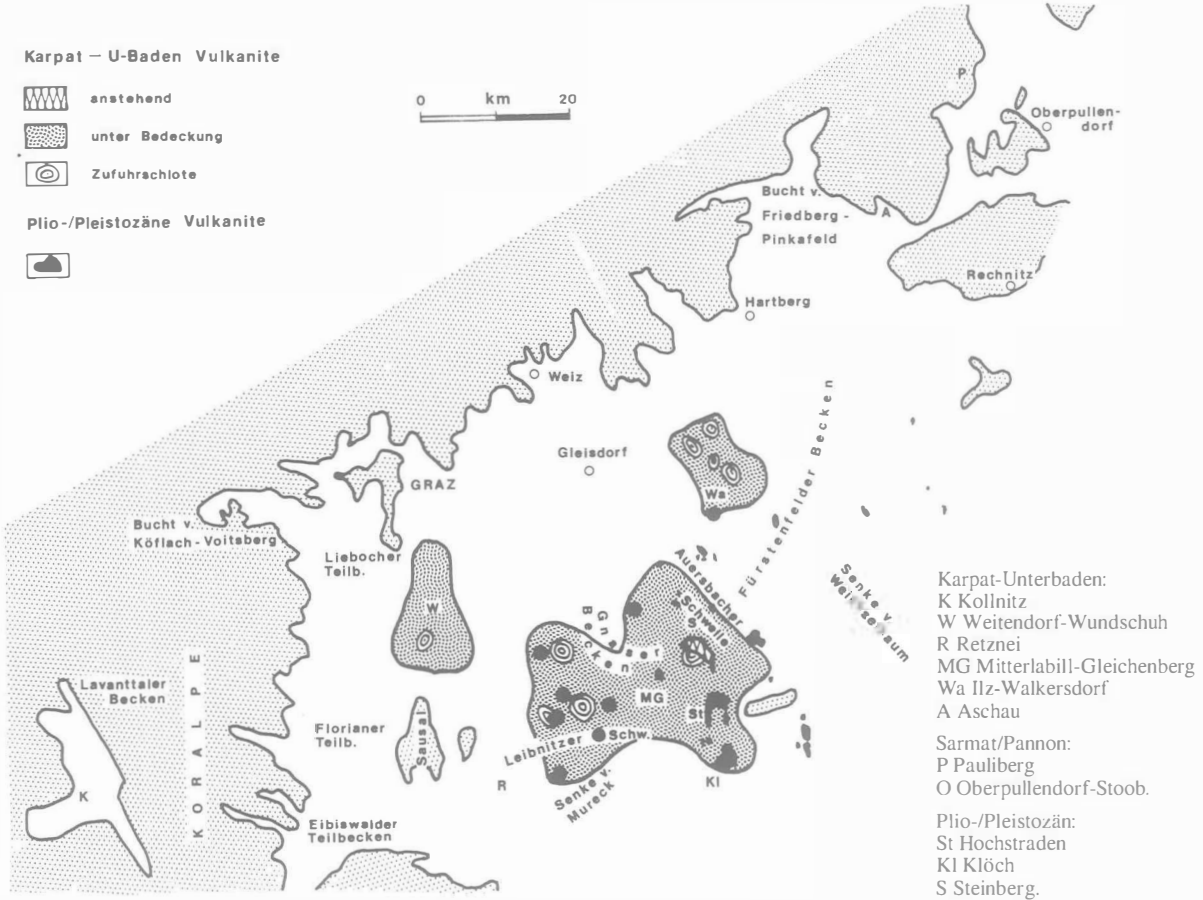 Karpat – U-Baden Vulkanite
anstehend
unter Bedeckung
Zufuhrschlote
Plio-/Pleistozäne Vulkanite
0 km 20
P
Oberpullen-
dorf
Bucht v.
Friedberg -
Pinkafeld
A
Rechnitz
Hartberg
Weiz
Gleisdorf
GRAZ
Wa
Fürstenfelder Becken
Bucht v.
Köflach-Voitsberg
Liebocher
Teilb.
W
Auersbacher
Schwelle
S
Gnaser
Becken
Senke v.
MG
St
Lavanttaler
Becken
KORALPE
K
Florianer
Teilb.
Sausal
Leibnitzer Schw.
R
Senke v.
Mureck
Kl
Eibiswalder
Teilbecken
Karpat-Unterbaden:
K Kollnitz
W Weitendorf-Wundschuh
R Retznei
MG Mitterlabill-Gleichenberg
Wa Ilz-Walkersdorf
A Aschau
Sarmat/Pannon:
P Pauliberg
O Oberpullendorf-Stoob.
Plio-/Pleistozän:
St Hochstraden
Kl Klöch
S Steinberg.